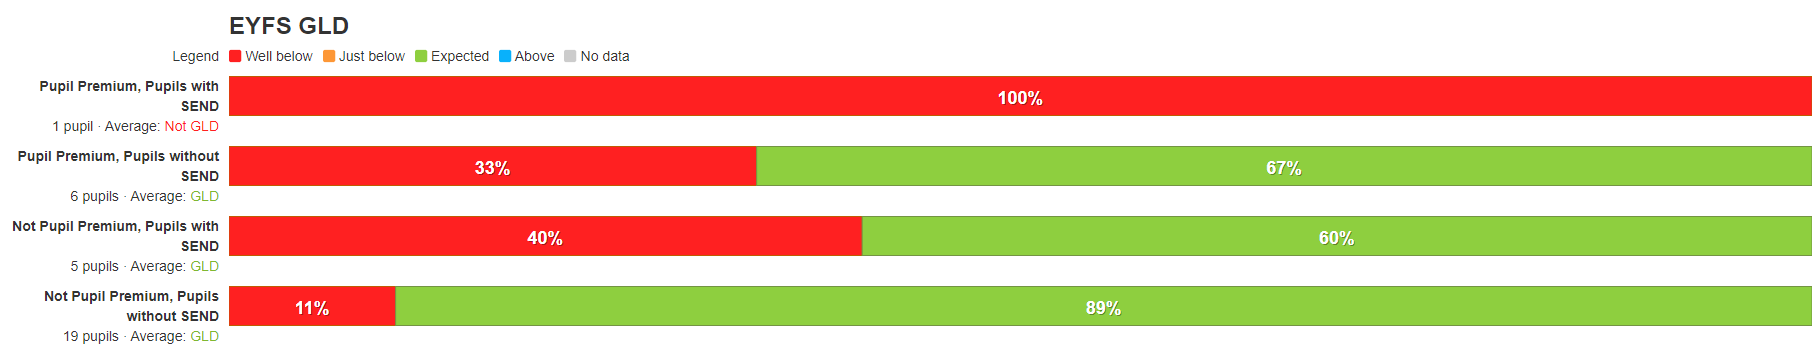 EYFS GLD
Legend Well below Just below Expected Above No data
Pupil Premium, Pupils with
SEND
1 pupil · Average: Not GLD
100%
Pupil Premium, Pupils without
SEND
6 pupils · Average: GLD
33% 67%
Not Pupil Premium, Pupils with
SEND
5 pupils · Average: GLD
40% 60%
Not Pupil Premium, Pupils
without SEND
19 pupils · Average: GLD
11% 89%